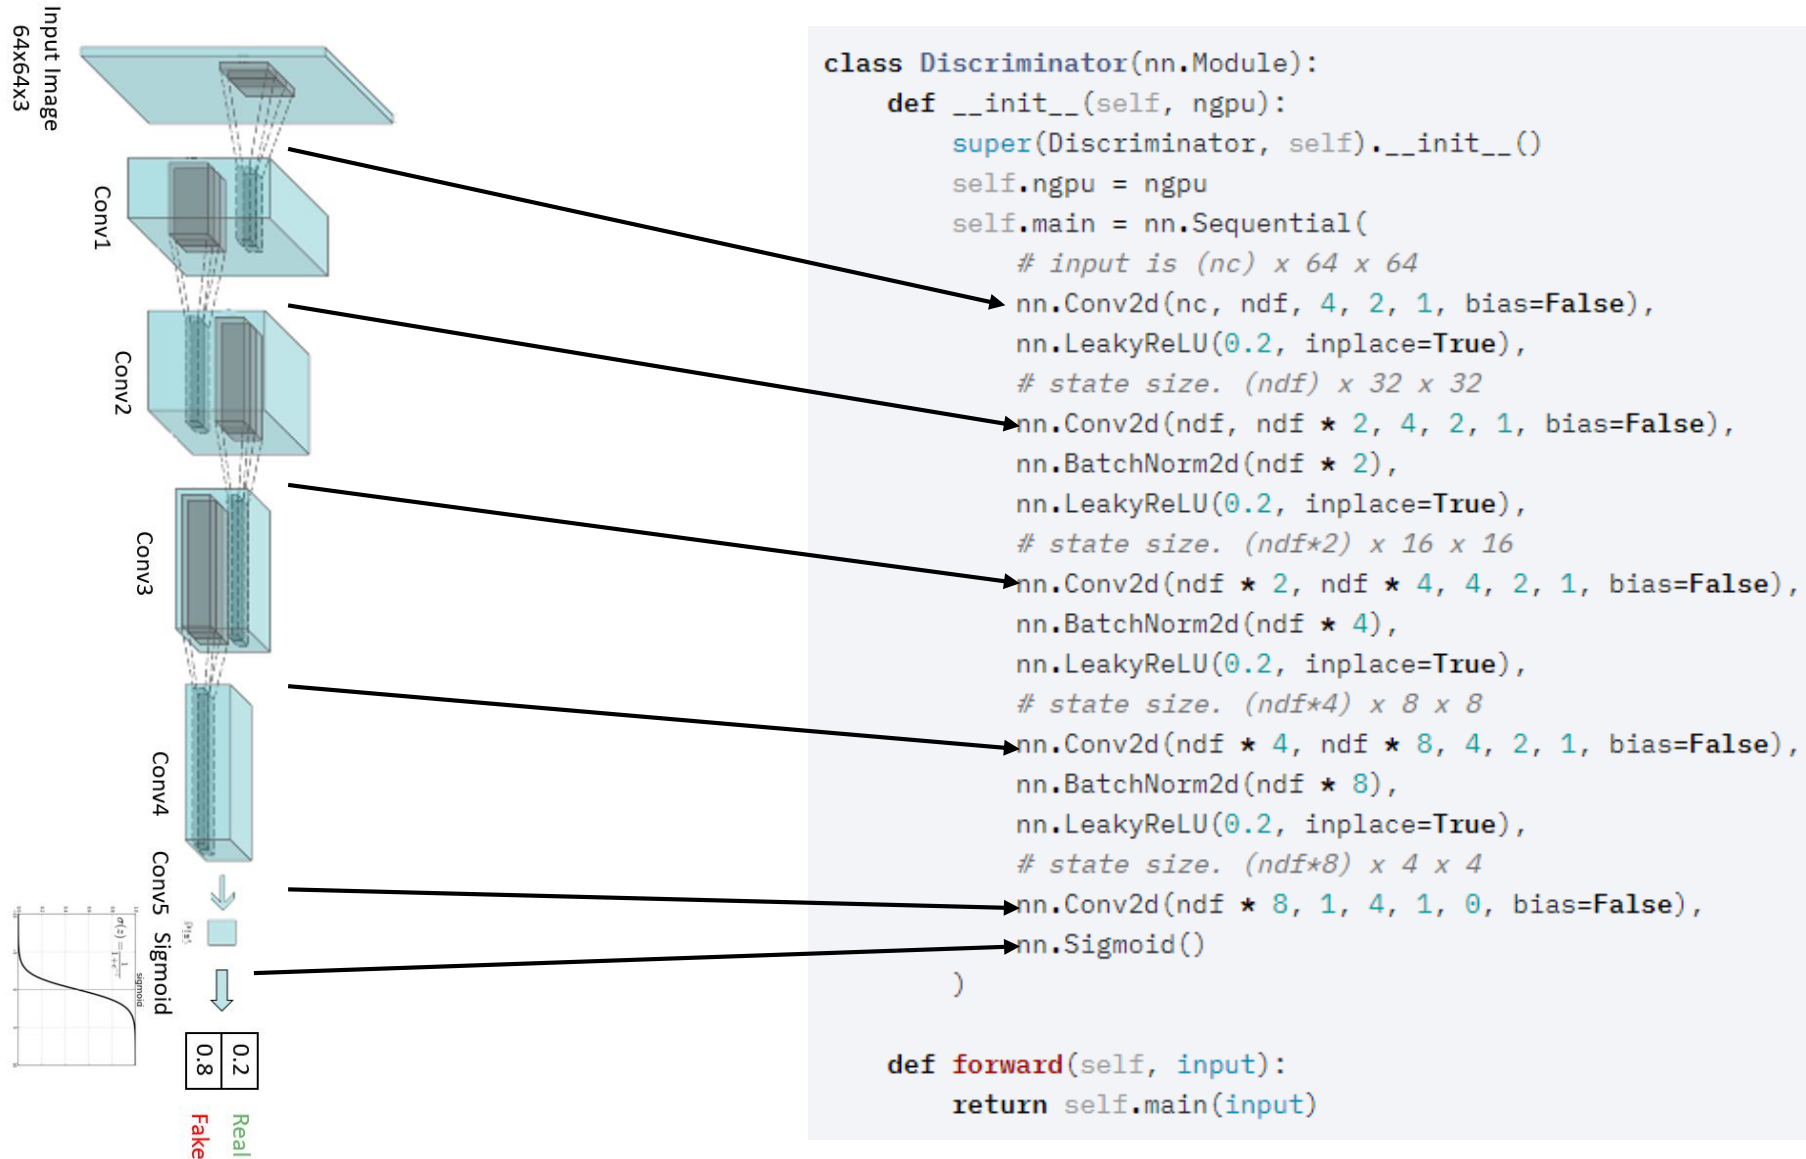 Input Image
64x64x3
Conv1
Conv2
Conv3
Conv4
Conv5
Sigmoid
sigmoid
0.2
0.8
Real
Fake
class Discriminator(nn.Module):
    def __init__(self, ngpu):
        super(Discriminator, self).__init__()
        self.ngpu = ngpu
        self.main = nn.Sequential(
            # input is (nc) x 64 x 64
            nn.Conv2d(nc, ndf, 4, 2, 1, bias=False),
            nn.LeakyReLU(0.2, inplace=True),
            # state size. (ndf) x 32 x 32
            nn.Conv2d(ndf, ndf * 2, 4, 2, 1, bias=False),
            nn.BatchNorm2d(ndf * 2),
            nn.LeakyReLU(0.2, inplace=True),
            # state size. (ndf*2) x 16 x 16
            nn.Conv2d(ndf * 2, ndf * 4, 4, 2, 1, bias=False),
            nn.BatchNorm2d(ndf * 4),
            nn.LeakyReLU(0.2, inplace=True),
            # state size. (ndf*4) x 8 x 8
            nn.Conv2d(ndf * 4, ndf * 8, 4, 2, 1, bias=False),
            nn.BatchNorm2d(ndf * 8),
            nn.LeakyReLU(0.2, inplace=True),
            # state size. (ndf*8) x 4 x 4
            nn.Conv2d(ndf * 8, 1, 4, 1, 0, bias=False),
            nn.Sigmoid()
        )
    def forward(self, input):
        return self.main(input)